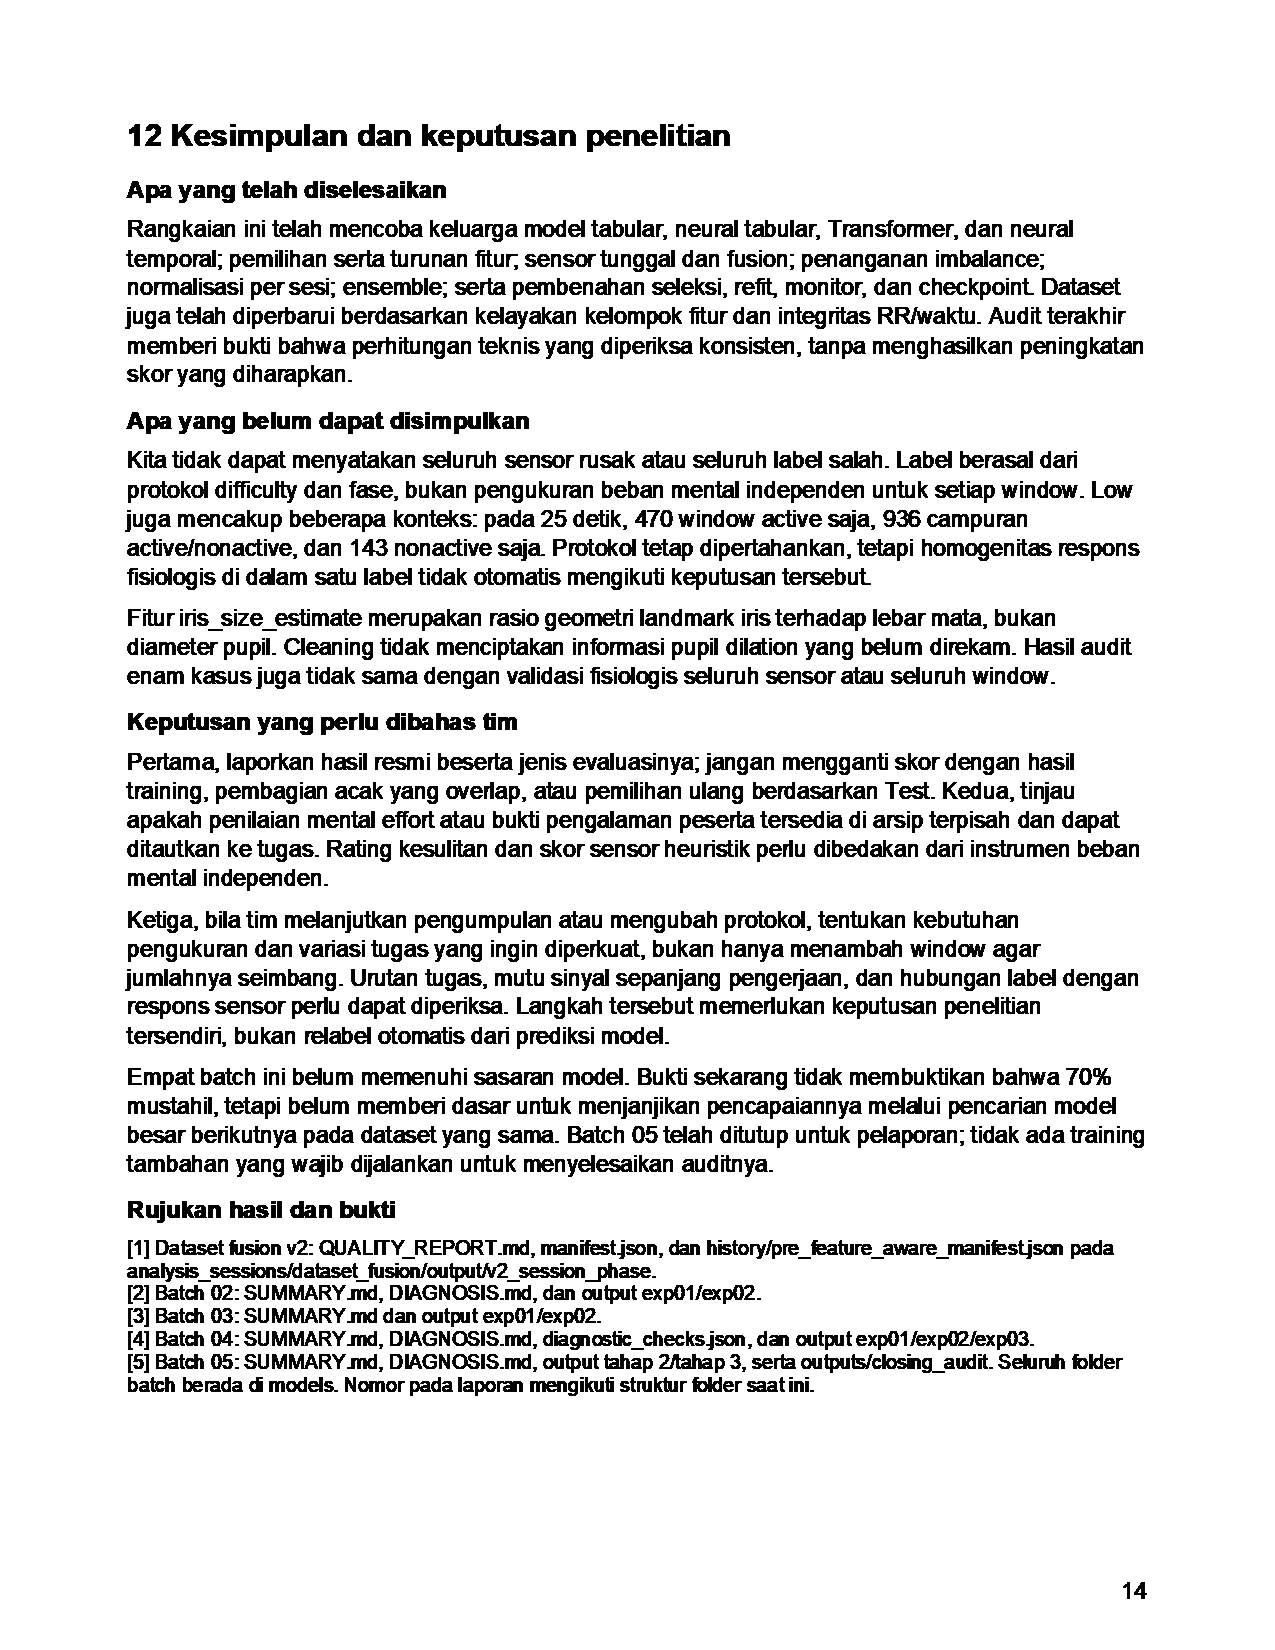 12 Kesimpulan dan keputusan penelitian
Apa yang telah diselesaikan
Rangkaian ini telah mencoba keluarga model tabular, neural tabular, Transformer, dan neural
temporal; pemilihan serta turunan fitur; sensor tunggal dan fusion; penanganan imbalance;
normalisasi per sesi; ensemble; serta pembenahan seleksi, refit, monitor, dan checkpoint. Dataset
juga telah diperbarui berdasarkan kelayakan kelompok fitur dan integritas RR/waktu. Audit terakhir
memberi bukti bahwa perhitungan teknis yang diperiksa konsisten, tanpa menghasilkan peningkatan
skor yang diharapkan.
Apa yang belum dapat disimpulkan
Kita tidak dapat menyatakan seluruh sensor rusak atau seluruh label salah. Label berasal dari
protokol difficulty dan fase, bukan pengukuran beban mental independen untuk setiap window. Low
juga mencakup beberapa konteks: pada 25 detik, 470 window active saja, 936 campuran
active/nonactive, dan 143 nonactive saja. Protokol tetap dipertahankan, tetapi homogenitas respons
fisiologis di dalam satu label tidak otomatis mengikuti keputusan tersebut.
Fitur iris_size_estimate merupakan rasio geometri landmark iris terhadap lebar mata, bukan
diameter pupil. Cleaning tidak menciptakan informasi pupil dilation yang belum direkam. Hasil audit
enam kasus juga tidak sama dengan validasi fisiologis seluruh sensor atau seluruh window.
Keputusan yang perlu dibahas tim
Pertama, laporkan hasil resmi beserta jenis evaluasinya; jangan mengganti skor dengan hasil
training, pembagian acak yang overlap, atau pemilihan ulang berdasarkan Test. Kedua, tinjau
apakah penilaian mental effort atau bukti pengalaman peserta tersedia di arsip terpisah dan dapat
ditautkan ke tugas. Rating kesulitan dan skor sensor heuristik perlu dibedakan dari instrumen beban
mental independen.
Ketiga, bila tim melanjutkan pengumpulan atau mengubah protokol, tentukan kebutuhan
pengukuran dan variasi tugas yang ingin diperkuat, bukan hanya menambah window agar
jumlahnya seimbang. Urutan tugas, mutu sinyal sepanjang pengerjaan, dan hubungan label dengan
respons sensor perlu dapat diperiksa. Langkah tersebut memerlukan keputusan penelitian
tersendiri, bukan relabel otomatis dari prediksi model.
Empat batch ini belum memenuhi sasaran model. Bukti sekarang tidak membuktikan bahwa 70%
mustahil, tetapi belum memberi dasar untuk menjanjikan pencapaiannya melalui pencarian model
besar berikutnya pada dataset yang sama. Batch 05 telah ditutup untuk pelaporan; tidak ada training
tambahan yang wajib dijalankan untuk menyelesaikan auditnya.
Rujukan hasil dan bukti
[1] Dataset fusion v2: QUALITY_REPORT.md, manifest.json, dan history/pre_feature_aware_manifest.json pada
analysis_sessions/dataset_fusion/output/v2_session_phase.
[2] Batch 02: SUMMARY.md, DIAGNOSIS.md, dan output exp01/exp02.
[3] Batch 03: SUMMARY.md dan output exp01/exp02.
[4] Batch 04: SUMMARY.md, DIAGNOSIS.md, diagnostic_checks.json, dan output exp01/exp02/exp03.
[5] Batch 05: SUMMARY.md, DIAGNOSIS.md, output tahap 2/tahap 3, serta outputs/closing_audit. Seluruh folder
batch berada di models. Nomor pada laporan mengikuti struktur folder saat ini.
14